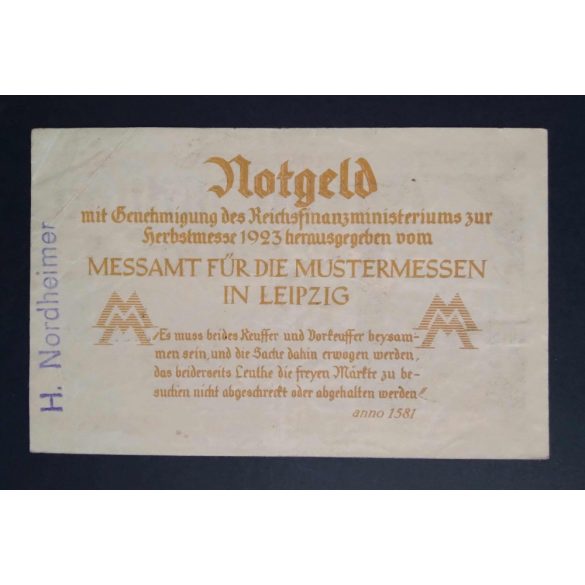 Notgeld
mit Genehmigung des Reichsfinanzministeriums zur
Herbstmesse 1923 herausgegeben vom
MESSAMT FÜR DIE MUSTERMESSEN
IN LEIPZIG
MM
MM
„Es muss beides Keuffer und Vorkeuffer beysam-
men sein, und die Sache dahin erwogen werden,
das beiderseits Leuthe die freyen Märkte zu be-
suchen nicht abgeschreckt oder abgehalten werden“
anno 1581
H. Nordheimer